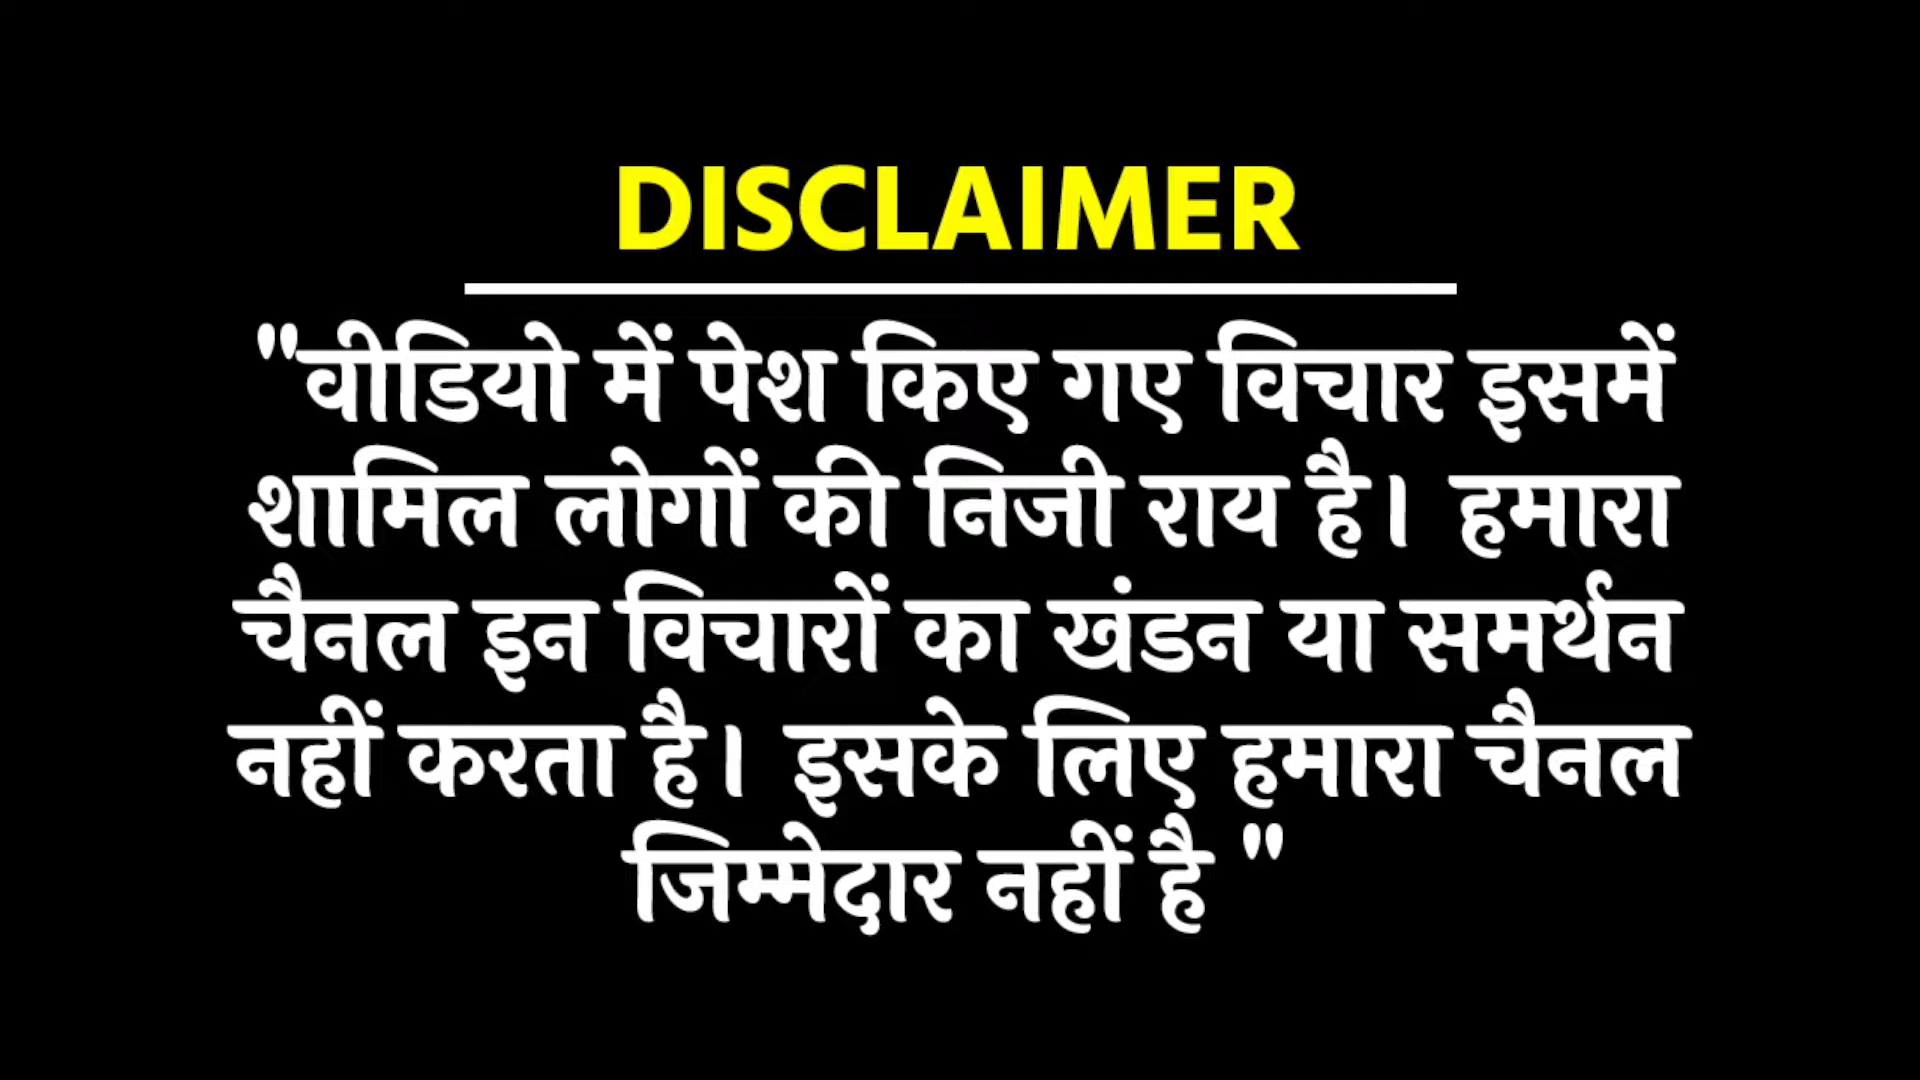 DISCLAIMER
"वीडियो में पेश किए गए विचार इसमें
शामिल लोगों की निजी राय है। हमारा
चैनल इन विचारों का खंडन या समर्थन
नहीं करता है। इसके लिए हमारा चैनल
जिम्मेदार नहीं है "